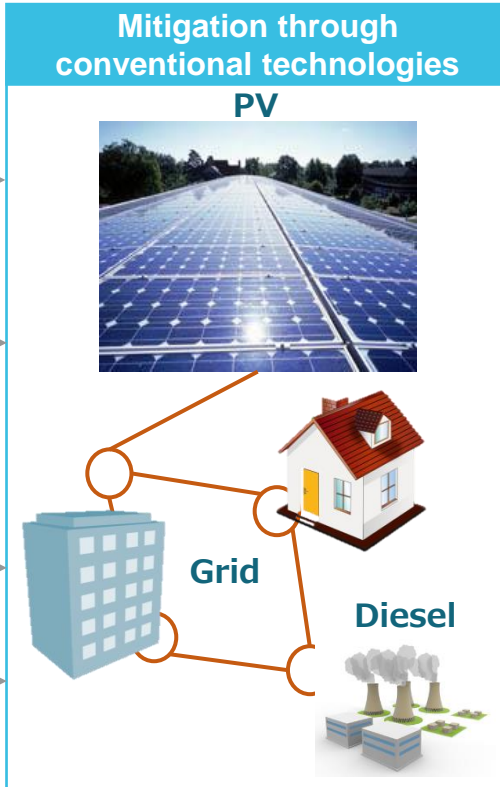 Mitigation through
conventional technologies
PV
Grid
Diesel